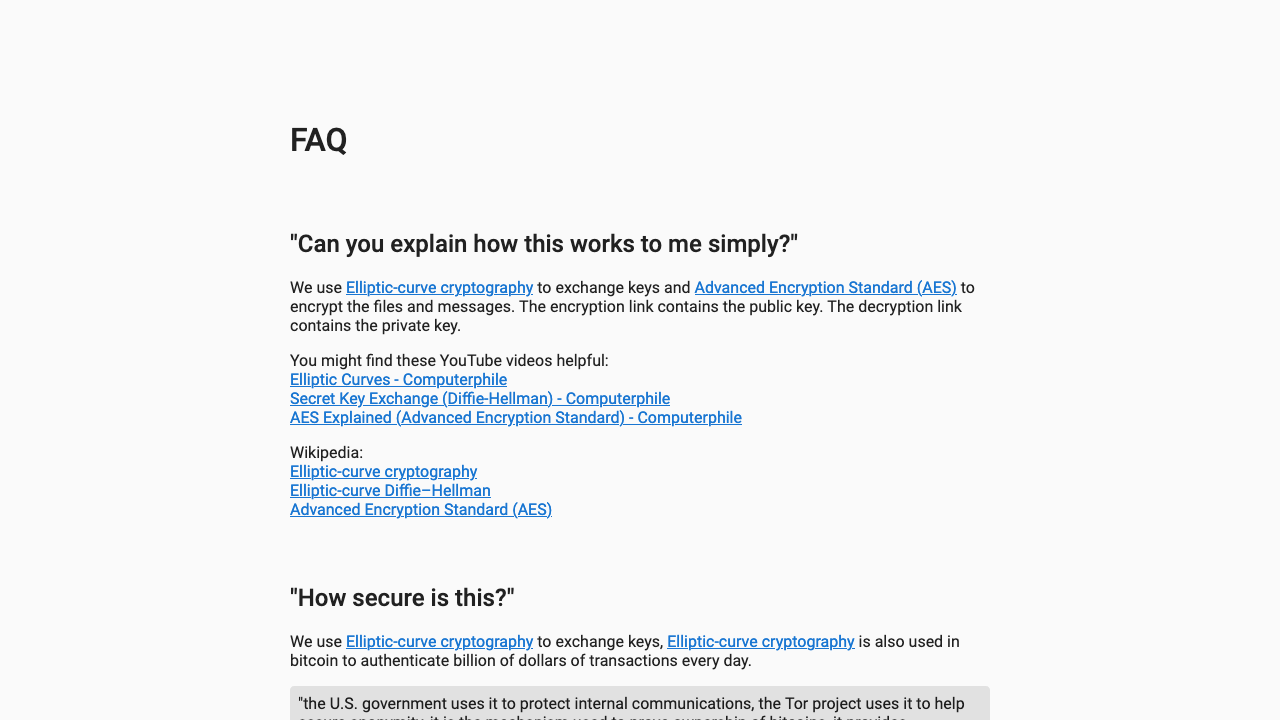 FAQ
"Can you explain how this works to me simply?"
We use Elliptic-curve cryptography to exchange keys and Advanced Encryption Standard (AES) to
encrypt the files and messages. The encryption link contains the public key. The decryption link
contains the private key.
You might find these YouTube videos helpful:
Elliptic Curves - Computerphile
Secret Key Exchange (Diffie-Hellman) - Computerphile
AES Explained (Advanced Encryption Standard) - Computerphile
Wikipedia:
Elliptic-curve cryptography
Elliptic-curve Diffie–Hellman
Advanced Encryption Standard (AES)
"How secure is this?"
We use Elliptic-curve cryptography to exchange keys, Elliptic-curve cryptography is also used in
bitcoin to authenticate billion of dollars of transactions every day.
"the U.S. government uses it to protect internal communications, the Tor project uses it to help